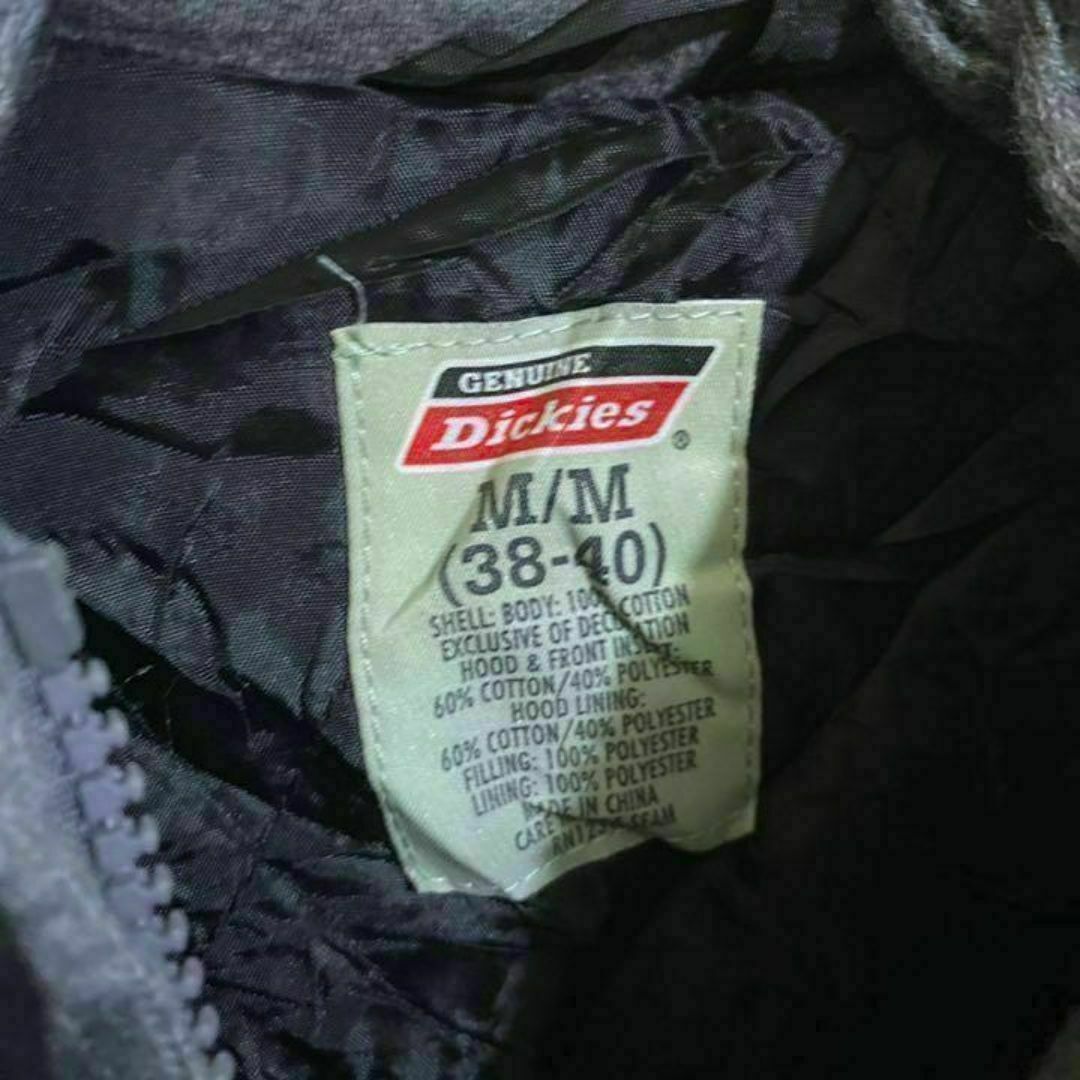 GENUINE
Dickies
®
M/M
(38-40)
SHELL: BODY: 100% COTTON
EXCLUSIVE OF DECORATION
HOOD & FRONT INSERT:
60% COTTON/40% POLYESTER
HOOD LINING:
60% COTTON/40% POLYESTER
FILLING: 100% POLYESTER
LINING: 100% POLYESTER
MADE IN CHINA
CARE